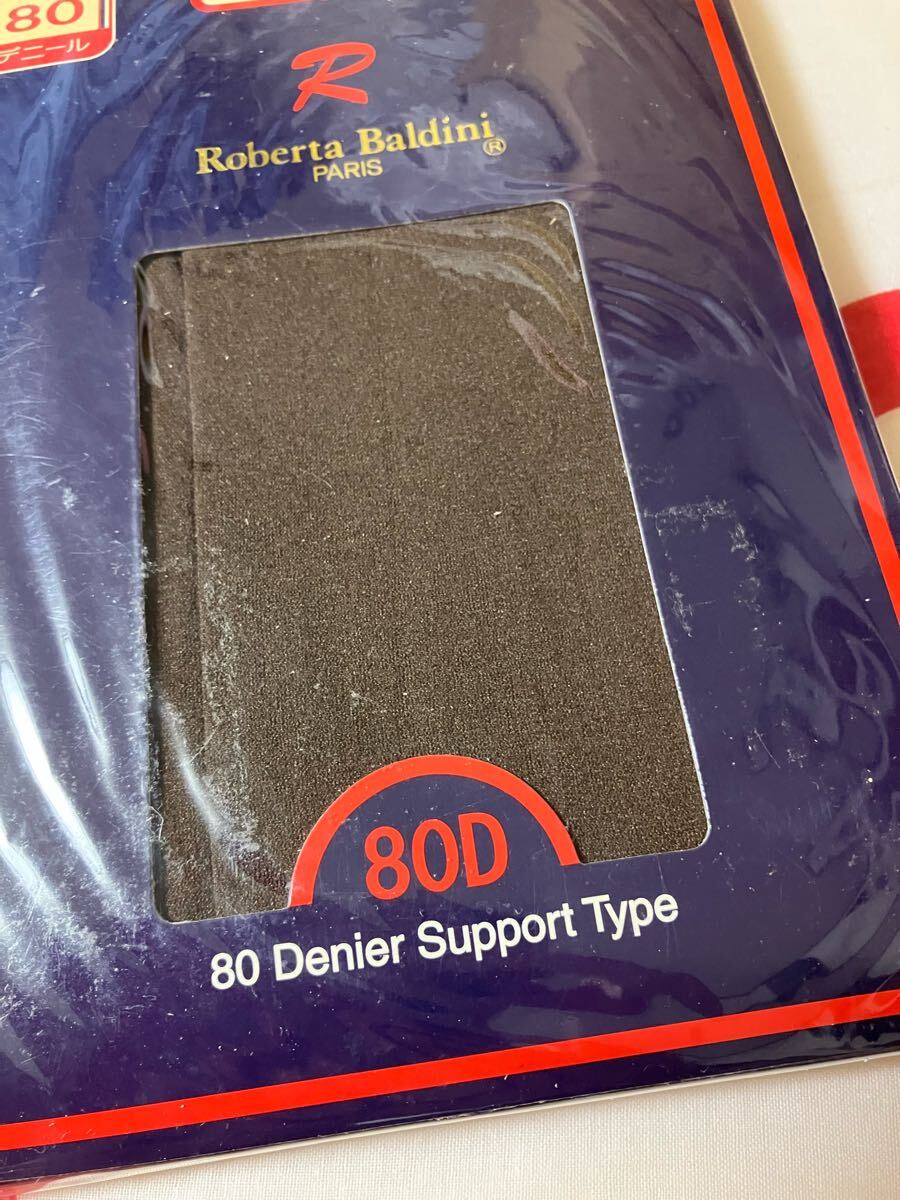 80
デニール
R
Roberta Baldini®
PARIS
80D
80 Denier Support Type